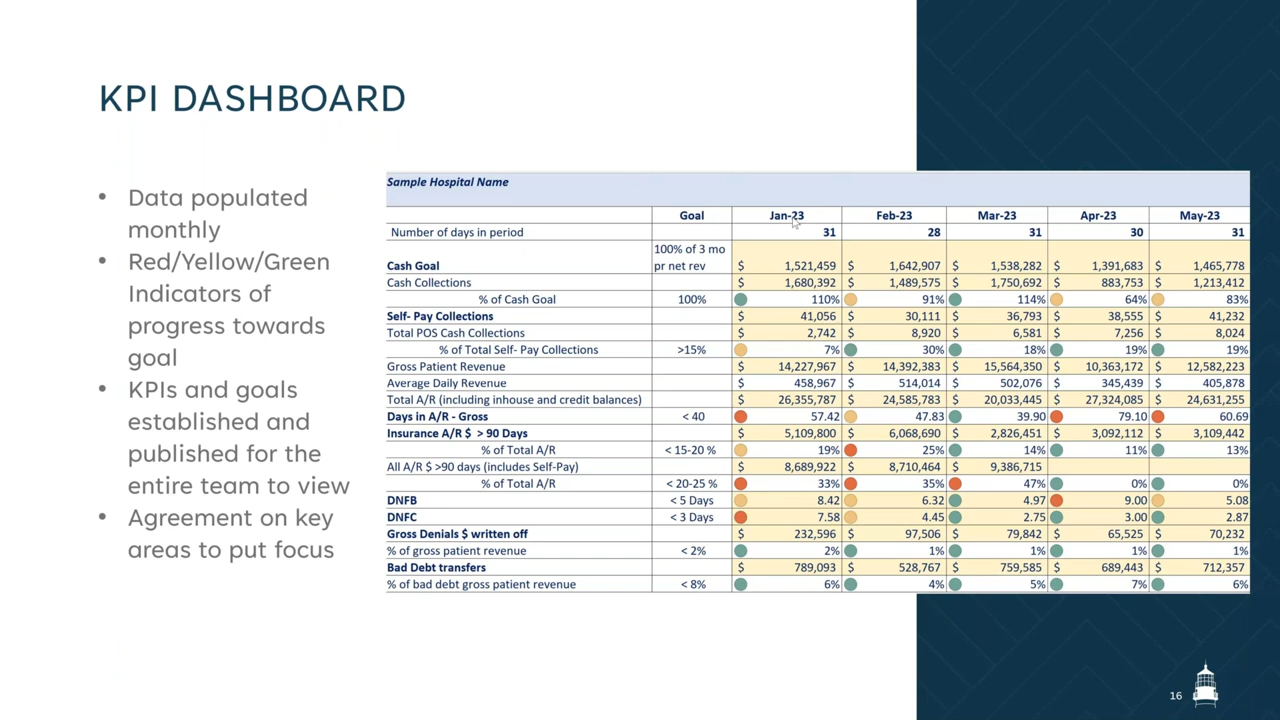 KPI DASHBOARD
• Data populated
monthly
• Red/Yellow/Green
Indicators of
progress towards
goal
• KPIs and goals
established and
published for the
entire team to view
• Agreement on key
areas to put focus
Sample Hospital Name
Goal Jan-23 Feb-23 Mar-23 Apr-23 May-23
Number of days in period 31 28 31 30 31
100% of 3 mo
Cash Goal pr net rev $ 1,521,459 $ 1,642,907 $ 1,538,282 $ 1,391,683 $ 1,465,778
Cash Collections $ 1,680,392 $ 1,489,575 $ 1,750,692 $ 883,753 $ 1,213,412
% of Cash Goal 100% 110% 91% 114% 64% 83%
Self- Pay Collections $ 41,056 $ 30,111 $ 36,793 $ 38,555 $ 41,232
Total POS Cash Collections $ 2,742 $ 8,920 $ 6,581 $ 7,256 $ 8,024
% of Total Self- Pay Collections >15% 7% 30% 18% 19% 19%
Gross Patient Revenue $ 14,227,967 $ 14,392,383 $ 15,564,350 $ 10,363,172 $ 12,582,223
Average Daily Revenue $ 458,967 $ 514,014 $ 502,076 $ 345,439 $ 405,878
Total A/R (including inhouse and credit balances) $ 26,355,787 $ 24,585,783 $ 20,033,445 $ 27,324,085 $ 24,631,255
Days in A/R - Gross < 40 57.42 47.83 39.90 79.10 60.69
Insurance A/R $ > 90 Days $ 5,109,800 $ 6,068,690 $ 2,826,451 $ 3,092,112 $ 3,109,442
% of Total A/R < 15-20 % 19% 25% 14% 11% 13%
All A/R $ >90 days (includes Self-Pay) $ 8,689,922 $ 8,710,464 $ 9,386,715
% of Total A/R < 20-25 % 33% 35% 47% 0% 0%
DNFB < 5 Days 8.42 6.32 4.97 9.00 5.08
DNFC < 3 Days 7.58 4.45 2.75 3.00 2.87
Gross Denials $ written off $ 232,596 $ 97,506 $ 79,842 $ 65,525 $ 70,232
% of gross patient revenue < 2% 2% 1% 1% 1% 1%
Bad Debt transfers $ 789,093 $ 528,767 $ 759,585 $ 689,443 $ 712,357
% of bad debt gross patient revenue < 8% 6% 4% 5% 7% 6%
16